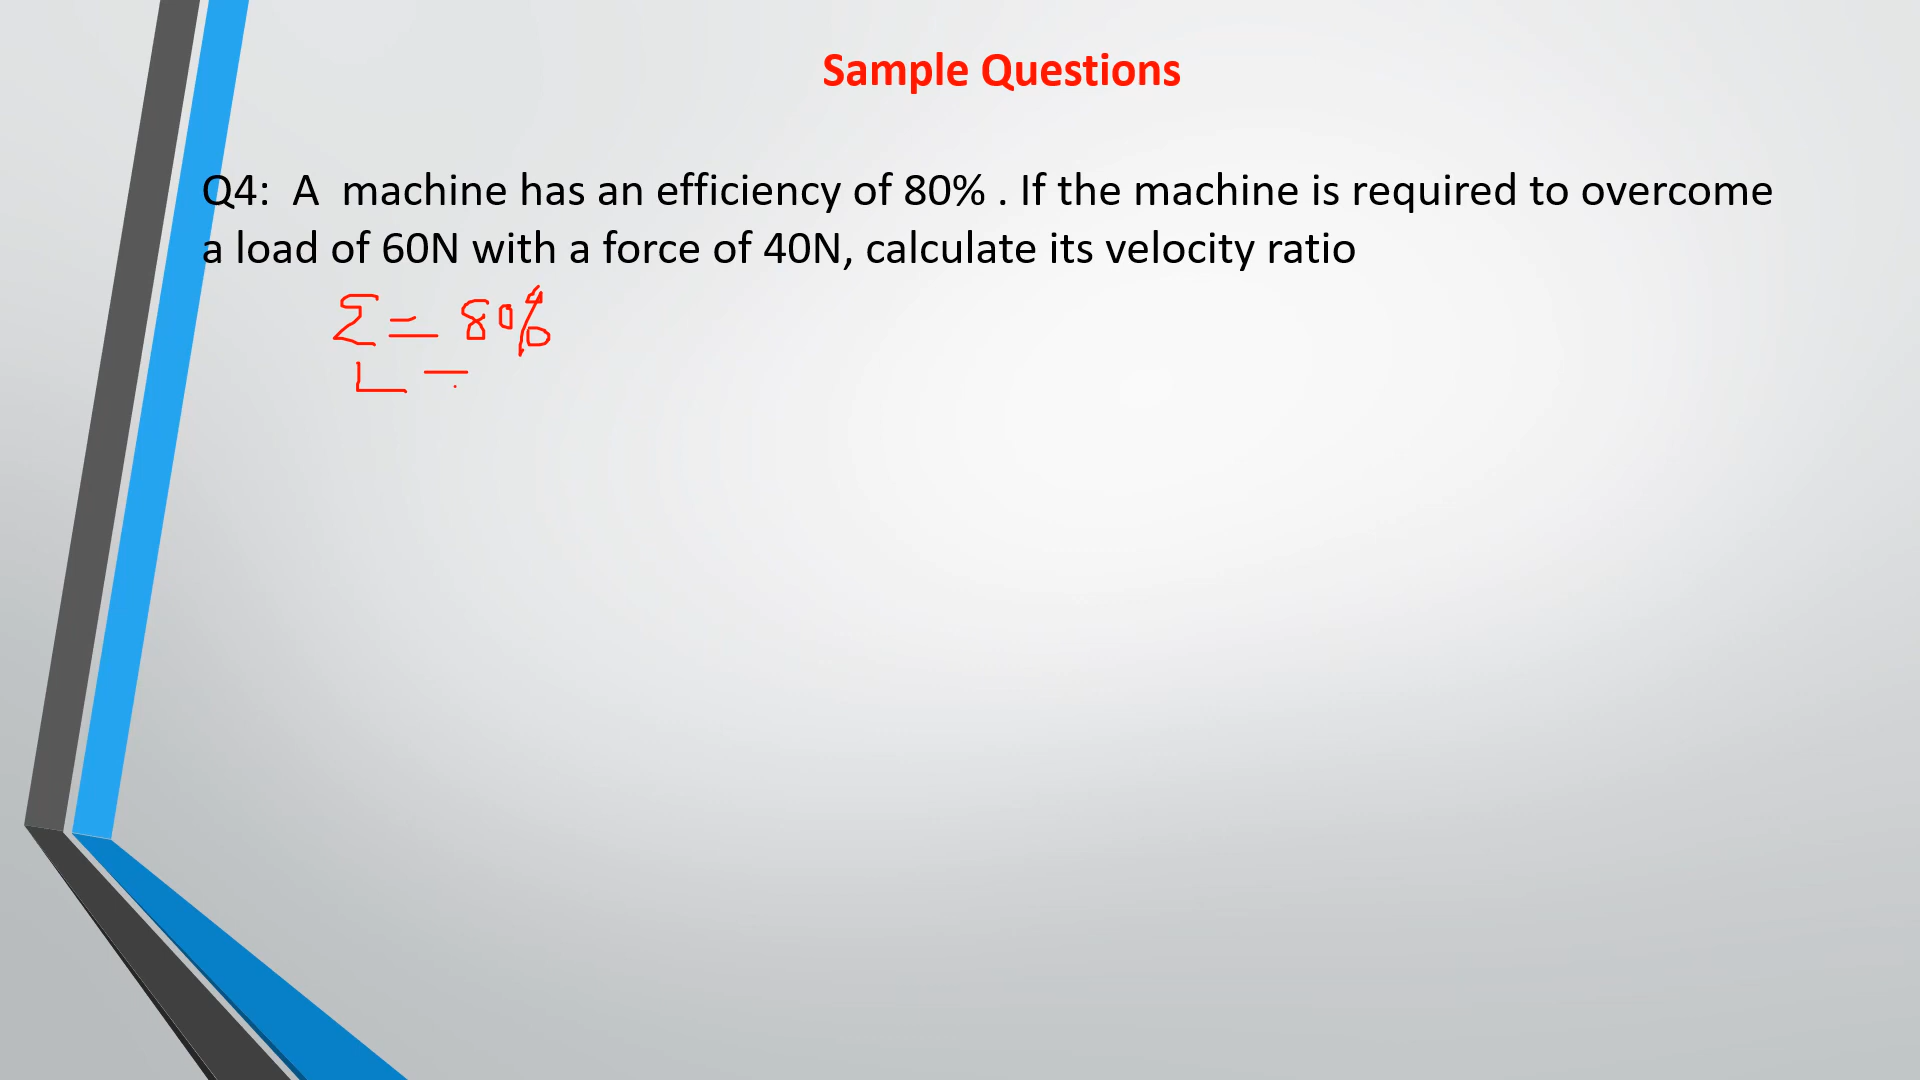 Sample Questions
Q4: A machine has an efficiency of 80% . If the machine is required to overcome
a load of 60N with a force of 40N, calculate its velocity ratio
Σ = 80%
L =